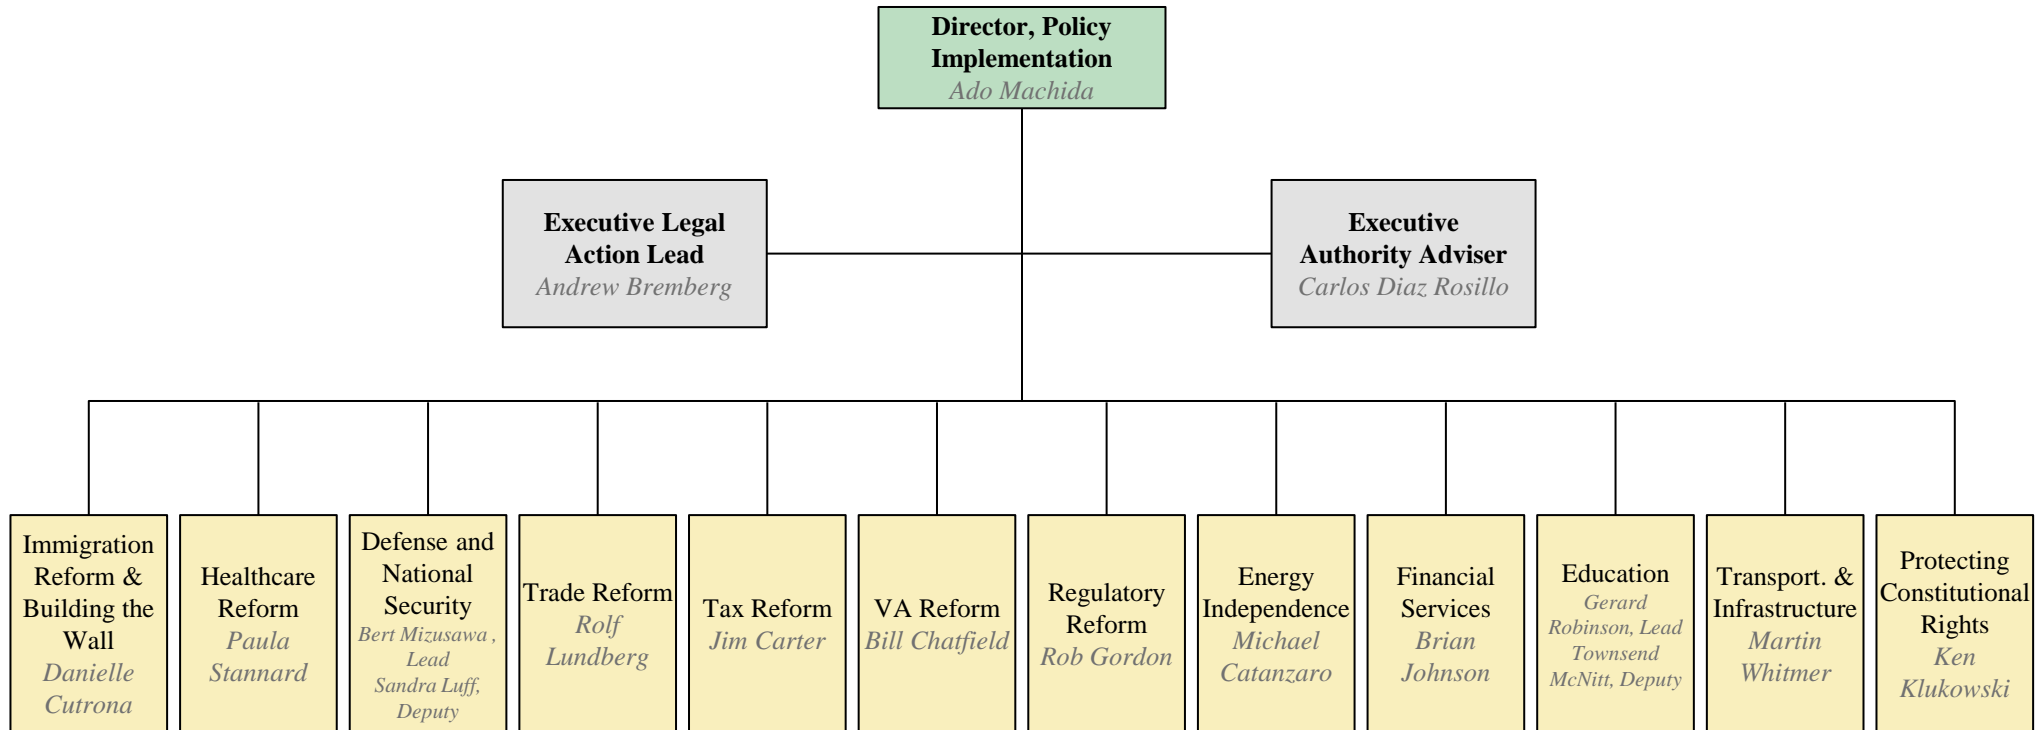 Director, Policy
Implementation
Ado Machida
Executive Legal
Action Lead
Andrew Bremberg
Executive
Authority Adviser
Carlos Diaz Rosillo
Immigration
Reform &
Building the
Wall
Danielle
Cutrona
Healthcare
Reform
Paula
Stannard
Defense and
National
Security
Bert Mizusawa ,
Lead
Sandra Luff,
Deputy
Trade Reform
Rolf
Lundberg
Tax Reform
Jim Carter
VA Reform
Bill Chatfield
Regulatory
Reform
Rob Gordon
Energy
Independence
Michael
Catanzaro
Financial
Services
Brian
Johnson
Education
Gerard
Robinson, Lead
Townsend
McNitt, Deputy
Transport. &
Infrastructure
Martin
Whitmer
Protecting
Constitutional
Rights
Ken
Klukowski